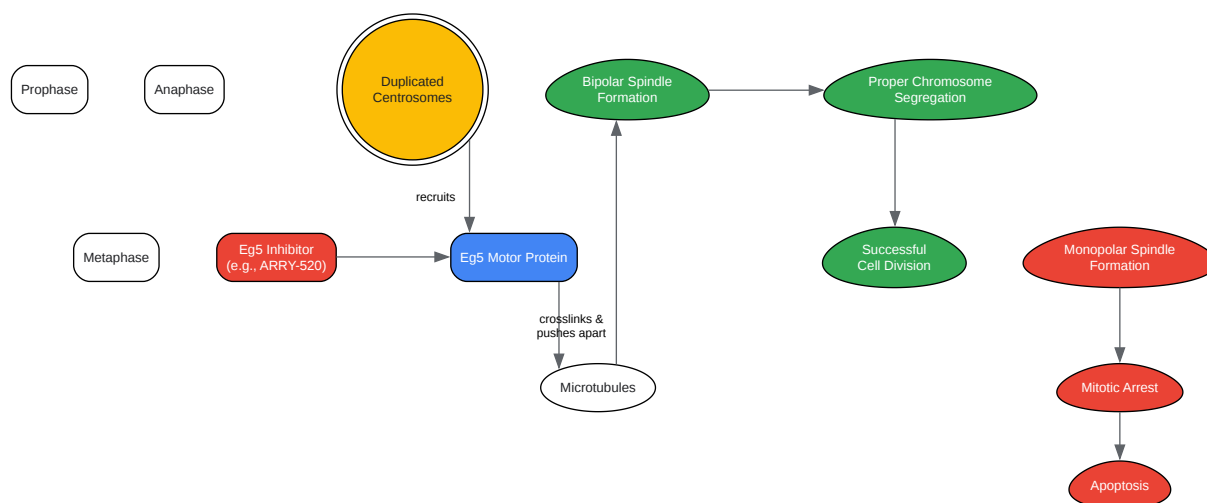 Prophase
Anaphase
Duplicated
Centrosomes
Bipolar Spindle
Formation
Proper Chromosome
Segregation
recruits
Metaphase
Eg5 Inhibitor
(e.g., ARRY-520)
Eg5 Motor Protein
Successful
Cell Division
Monopolar Spindle
Formation
crosslinks &
pushes apart
Microtubules
Mitotic Arrest
Apoptosis